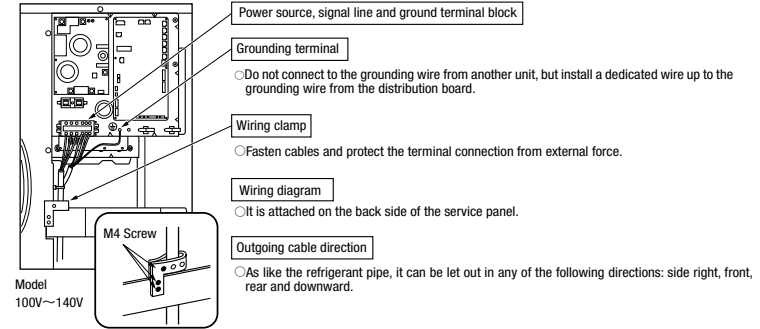 Power source, signal line and ground terminal block
Grounding terminal
○Do not connect to the grounding wire from another unit, but install a dedicated wire up to the
grounding wire from the distribution board.
Wiring clamp
○Fasten cables and protect the terminal connection from external force.
Wiring diagram
○It is attached on the back side of the service panel.
Outgoing cable direction
○As like the refrigerant pipe, it can be let out in any of the following directions: side right, front,
rear and downward.
M4 Screw
Model
100V～140V